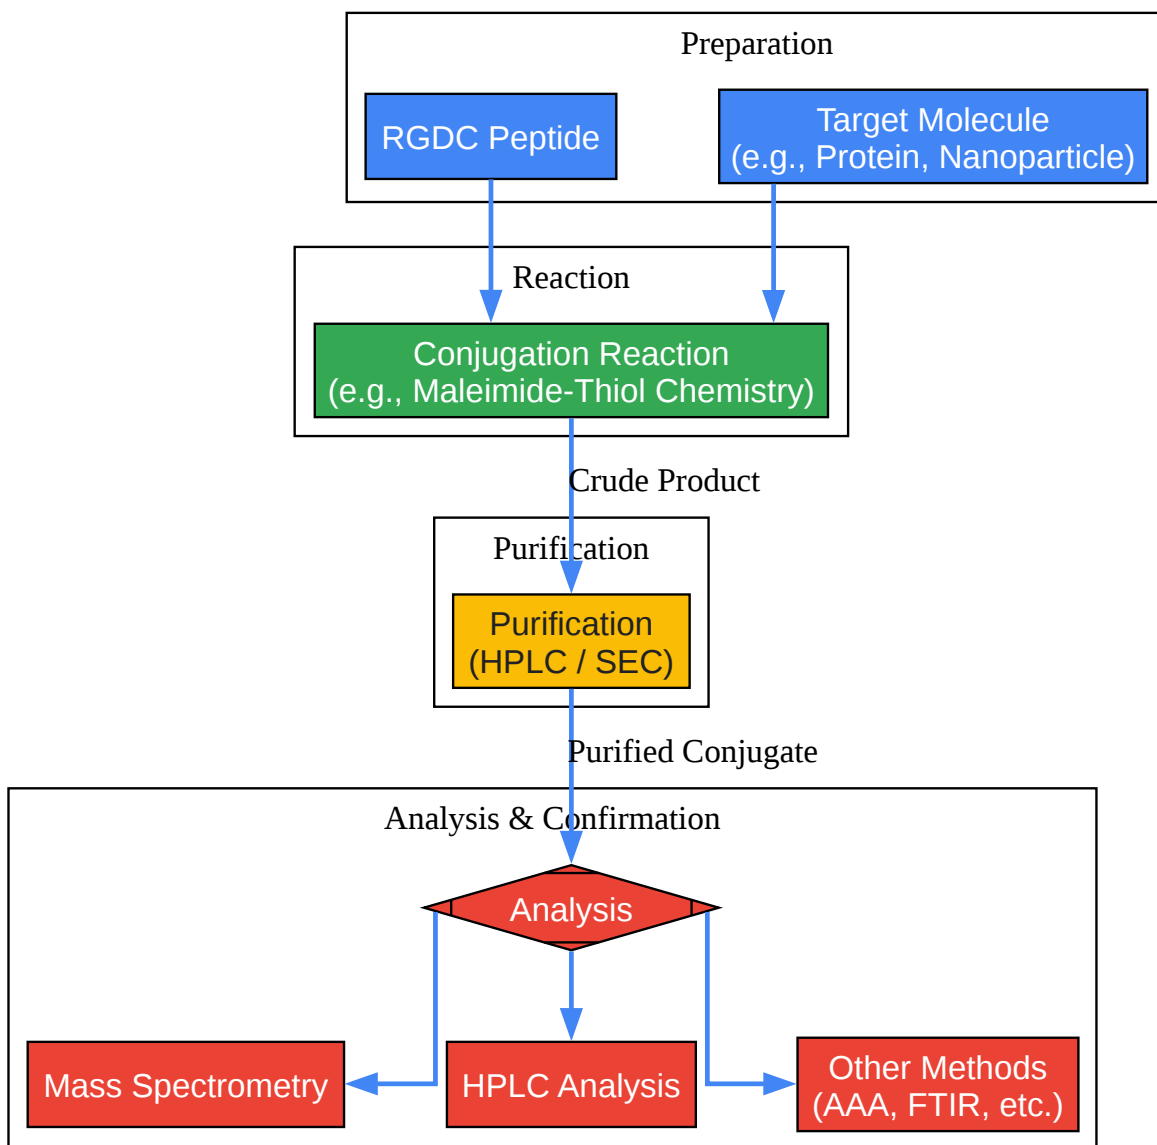 Preparation
RGDC Peptide
Target Molecule
(e.g., Protein, Nanoparticle)
Reaction
Conjugation Reaction
(e.g., Maleimide-Thiol Chemistry)
Crude Product
Purification
Purification
(HPLC / SEC)
Purified Conjugate
Analysis & Confirmation
Analysis
Mass Spectrometry
HPLC Analysis
Other Methods
(AAA, FTIR, etc.)